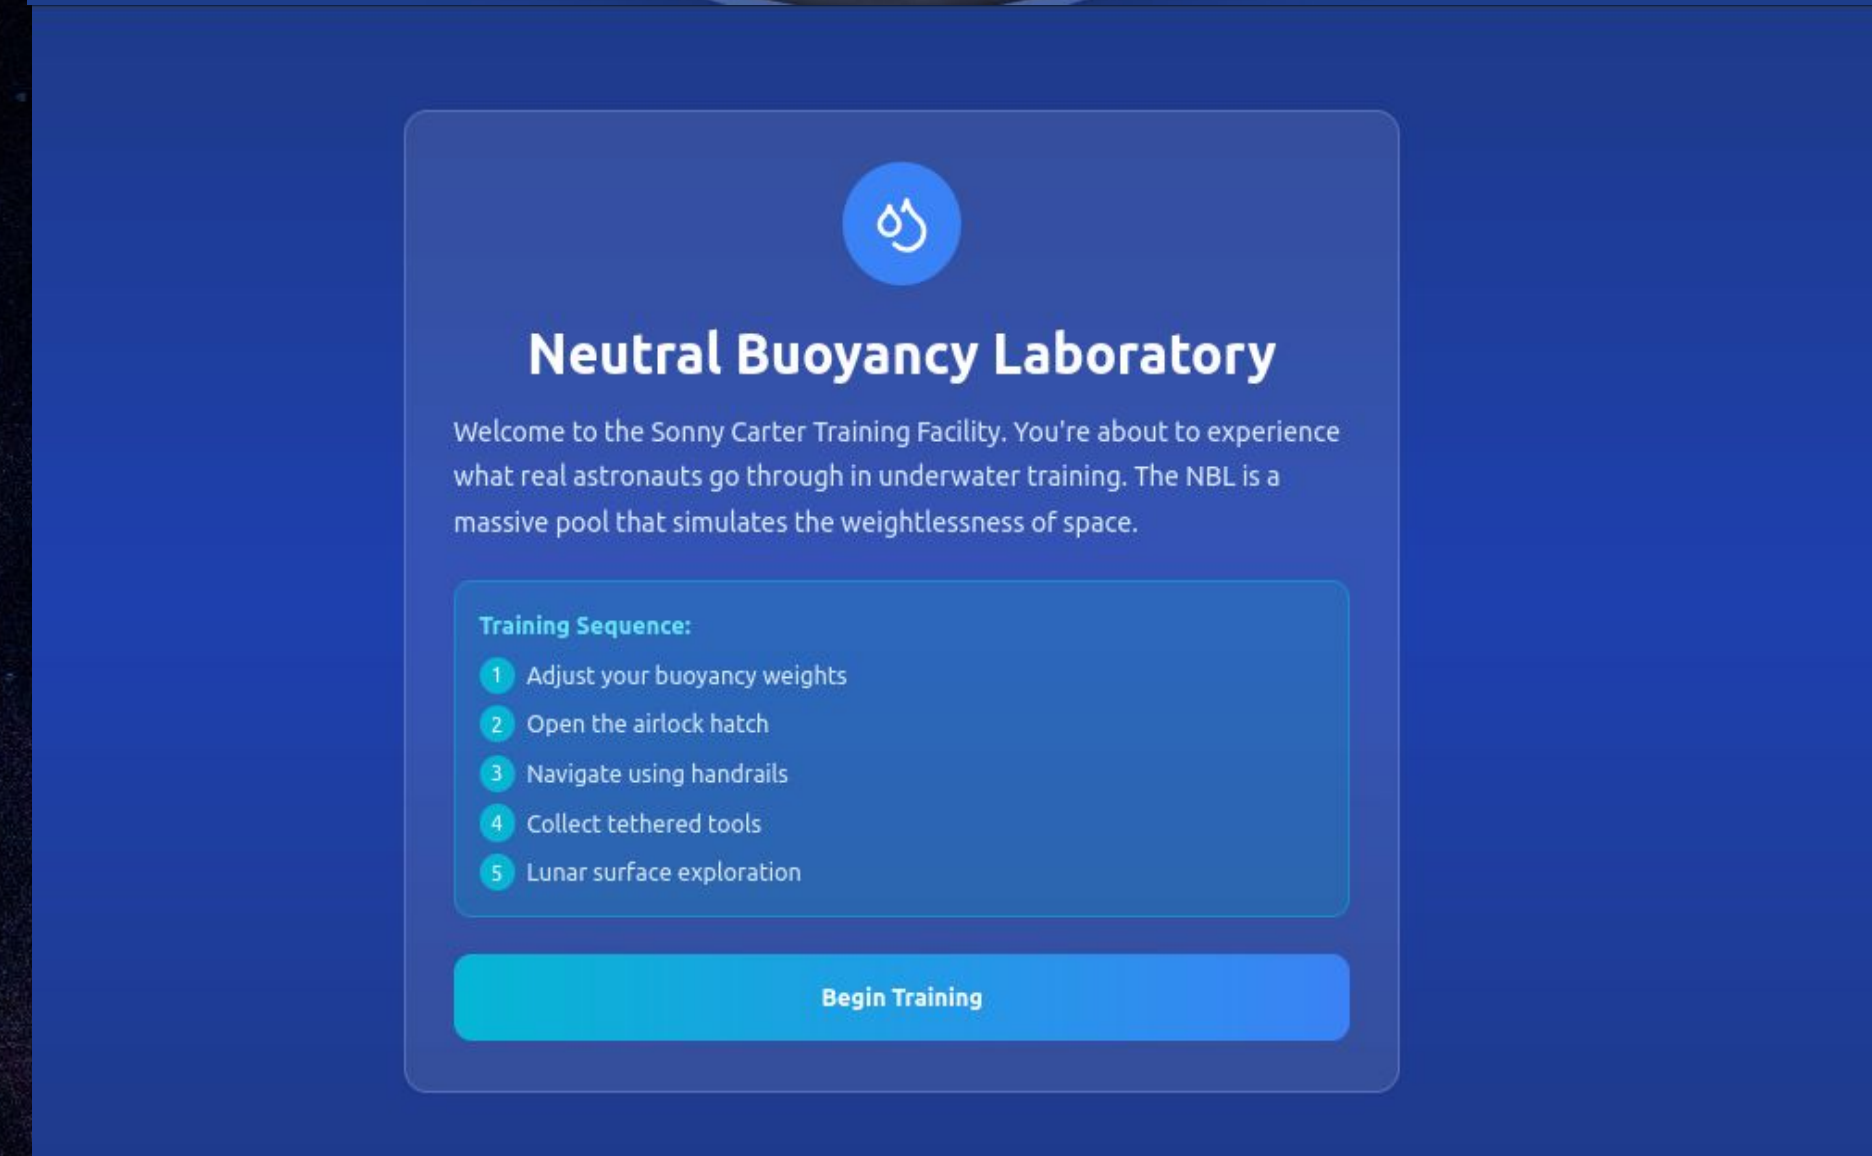 Neutral Buoyancy Laboratory
Welcome to the Sonny Carter Training Facility. You're about to experience
what real astronauts go through in underwater training. The NBL is a
massive pool that simulates the weightlessness of space.
Training Sequence:
1 Adjust your buoyancy weights
2 Open the airlock hatch
3 Navigate using handrails
4 Collect tethered tools
5 Lunar surface exploration
Begin Training